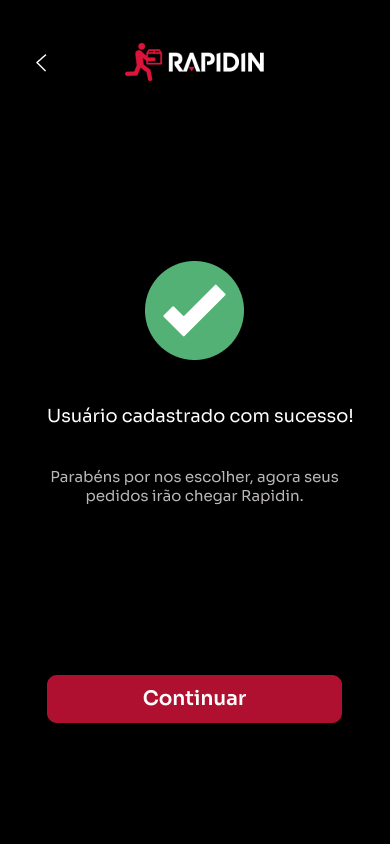 RAPIDIN
Usuário cadastrado com sucesso!
Parabéns por nos escolher, agora seus
pedidos irão chegar Rapidin.
Continuar